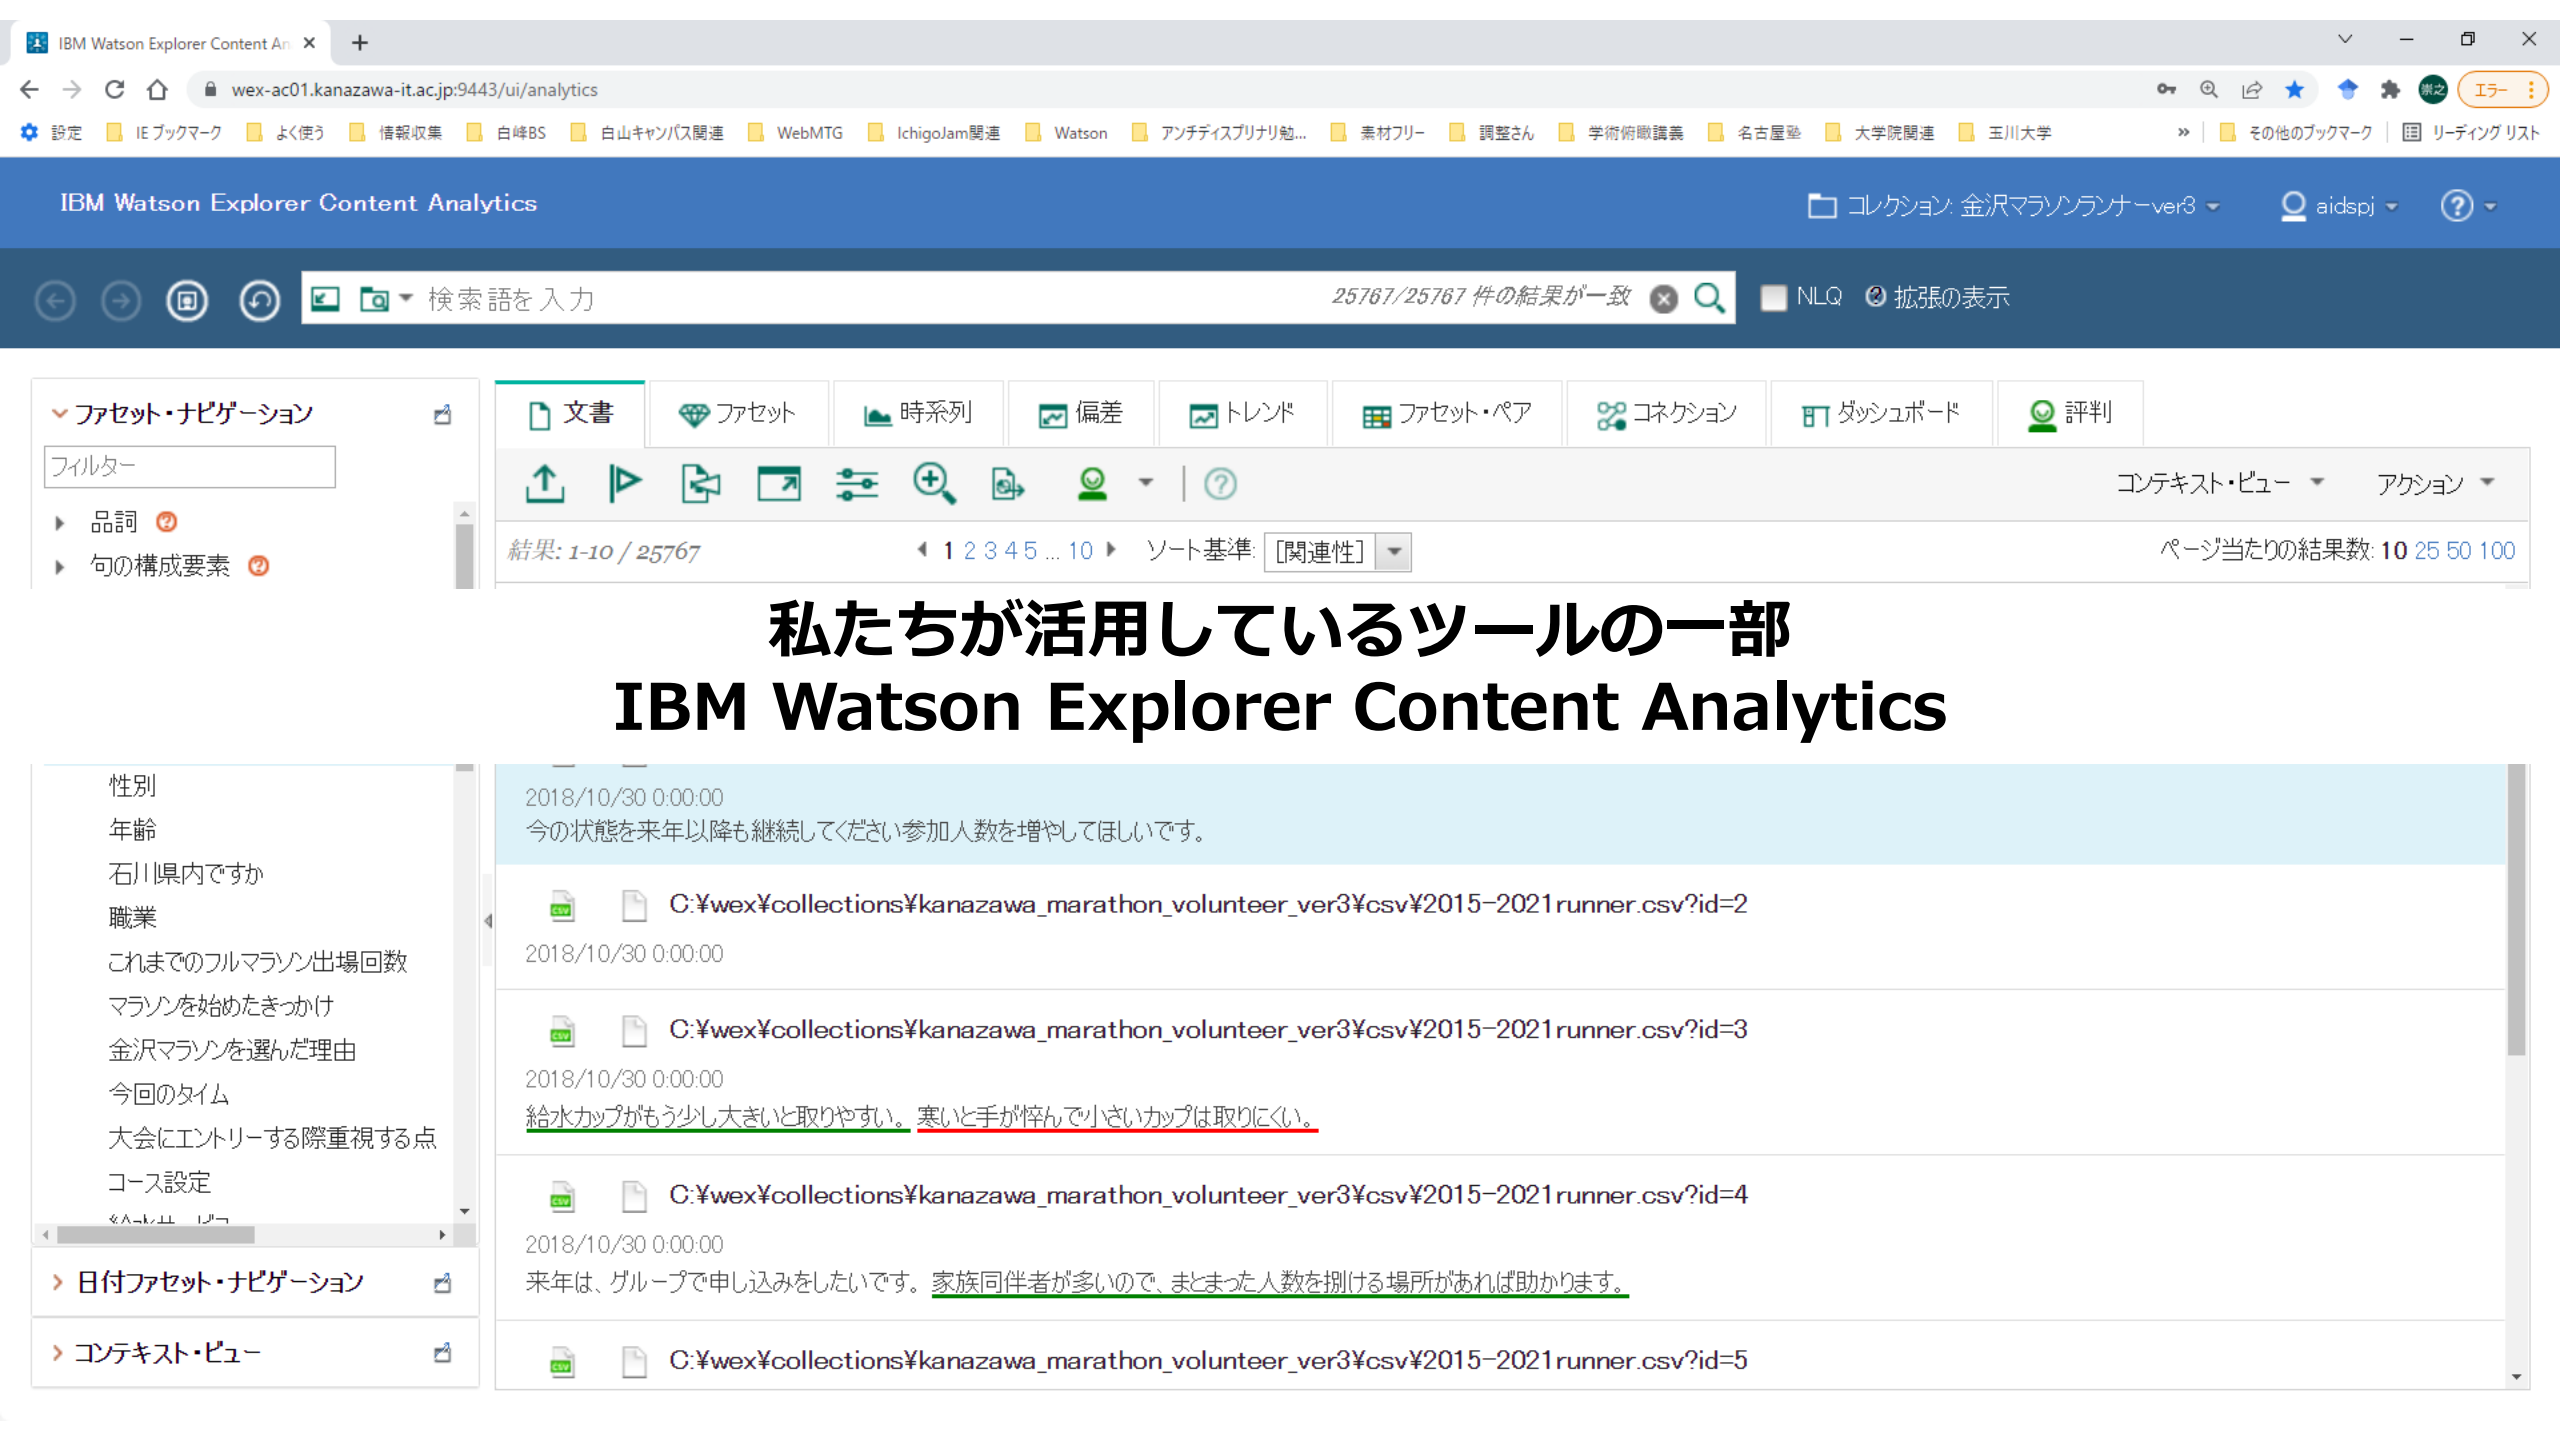 IBM Watson Explorer Content An
wex-ac01.kanazawa-it.ac.jp:9443/ui/analytics
崇之
エラー
設定 IE ブックマーク よく使う 情報収集 白峰BS 白山キャンパス関連 WebMTG IchigoJam関連 Watson アンチディスプリナリ勉... 素材フリー 調整さん 学術俯瞰講義 名古屋塾 大学院関連 玉川大学 » その他のブックマーク リーディング リスト
IBM Watson Explorer Content Analytics
コレクション: 金沢マラソンランナーver3 aidspj
検索語を入力 25767/25767 件の結果が一致 NLQ 拡張の表示
ファセット・ナビゲーション
フィルター
品詞
句の構成要素
文書 ファセット 時系列 偏差 トレンド ファセット・ペア コネクション ダッシュボード 評判
コンテキスト・ビュー アクション
結果: 1-10 / 25767 1 2 3 4 5 ... 10 ソート基準: [関連性] ページ当たりの結果数: 10 25 50 100
私たちが活用しているツールの一部
IBM Watson Explorer Content Analytics
性別
年齢
石川県内ですか
職業
これまでのフルマラソン出場回数
マラソンを始めたきっかけ
金沢マラソンを選んだ理由
今回のタイム
大会にエントリーする際重視する点
コース設定
日付ファセット・ナビゲーション
コンテキスト・ビュー
2018/10/30 0:00:00
今の状態を来年以降も継続してください参加人数を増やしてほしいです。
C:¥wex¥collections¥kanazawa_marathon_volunteer_ver3¥csv¥2015-2021runner.csv?id=2
2018/10/30 0:00:00
C:¥wex¥collections¥kanazawa_marathon_volunteer_ver3¥csv¥2015-2021runner.csv?id=3
2018/10/30 0:00:00
給水カップがもう少し大きいと取りやすい。 寒いと手が悴んで小さいカップは取りにくい。
C:¥wex¥collections¥kanazawa_marathon_volunteer_ver3¥csv¥2015-2021runner.csv?id=4
2018/10/30 0:00:00
来年は、グループで申し込みをしたいです。 家族同伴者が多いので、まとまった人数を捌ける場所があれば助かります。
C:¥wex¥collections¥kanazawa_marathon_volunteer_ver3¥csv¥2015-2021runner.csv?id=5